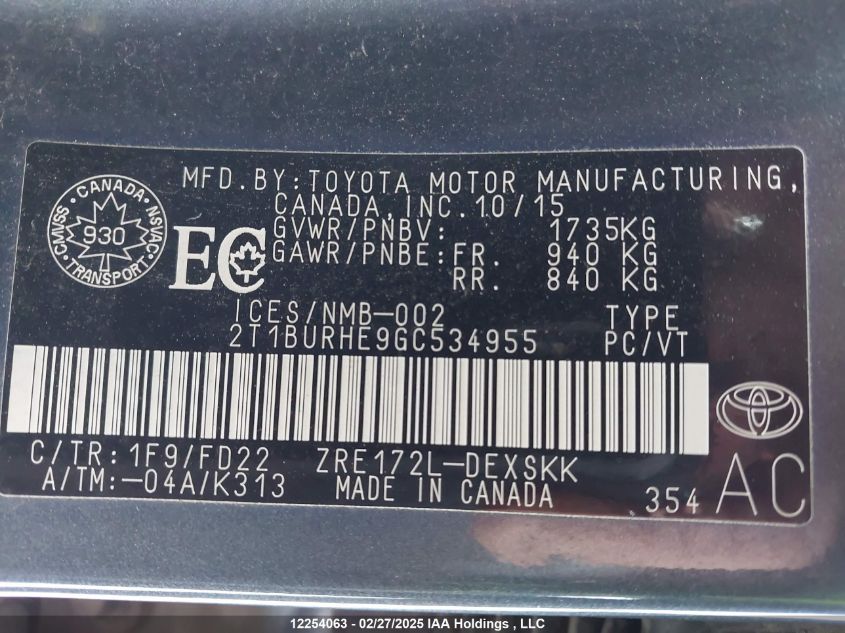 MFD.BY:TOYOTA MOTOR MANUFACTURING,
CANADA,INC.10/15
GVWR/PNBV: 1735KG
GAWR/PNBE:FR. 940 KG
RR. 840 KG
CANADA
CMVSS 930 NSVAC
TRANSPORT
EC
ICES/NMB-002 TYPE
2T1BURHE9GC534955 PC/VT
C/TR:1F9/FD22 ZRE172L-DEXSKK
A/TM:-04A/K313 MADE IN CANADA .354 AC
12254063 - 02/27/2025 IAA Holdings , LLC/